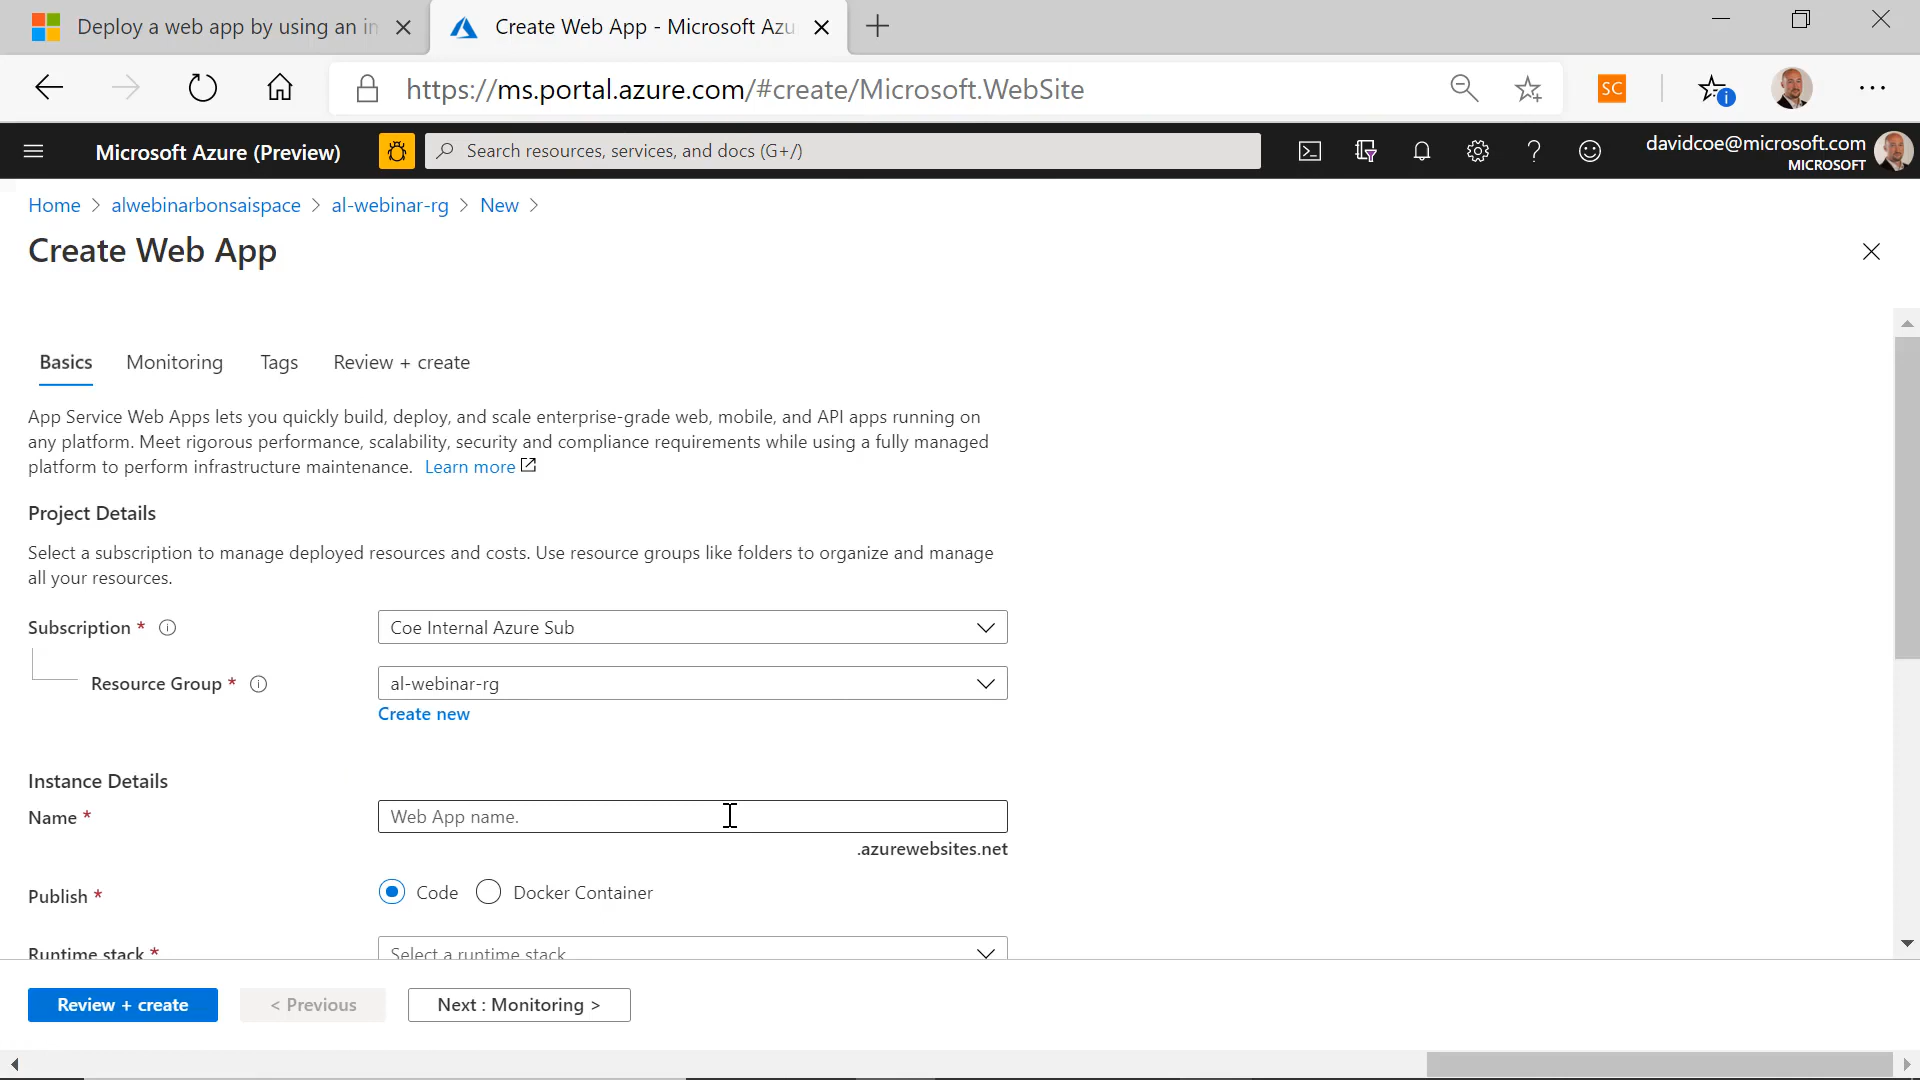 Deploy a web app by using an in
Create Web App - Microsoft Azu
https://ms.portal.azure.com/#create/Microsoft.WebSite
SC
Microsoft Azure (Preview)
Search resources, services, and docs (G+/)
davidcoe@microsoft.com
MICROSOFT
Home > alwebinarbonsaispace > al-webinar-rg > New >
Create Web App
Basics Monitoring Tags Review + create
App Service Web Apps lets you quickly build, deploy, and scale enterprise-grade web, mobile, and API apps running on
any platform. Meet rigorous performance, scalability, security and compliance requirements while using a fully managed
platform to perform infrastructure maintenance. Learn more
Project Details
Select a subscription to manage deployed resources and costs. Use resource groups like folders to organize and manage
all your resources.
Subscription *
Coe Internal Azure Sub
Resource Group *
al-webinar-rg
Create new
Instance Details
Name *
Web App name.
.azurewebsites.net
Publish *
Code Docker Container
Runtime stack *
Select a runtime stack
Review + create < Previous Next : Monitoring >